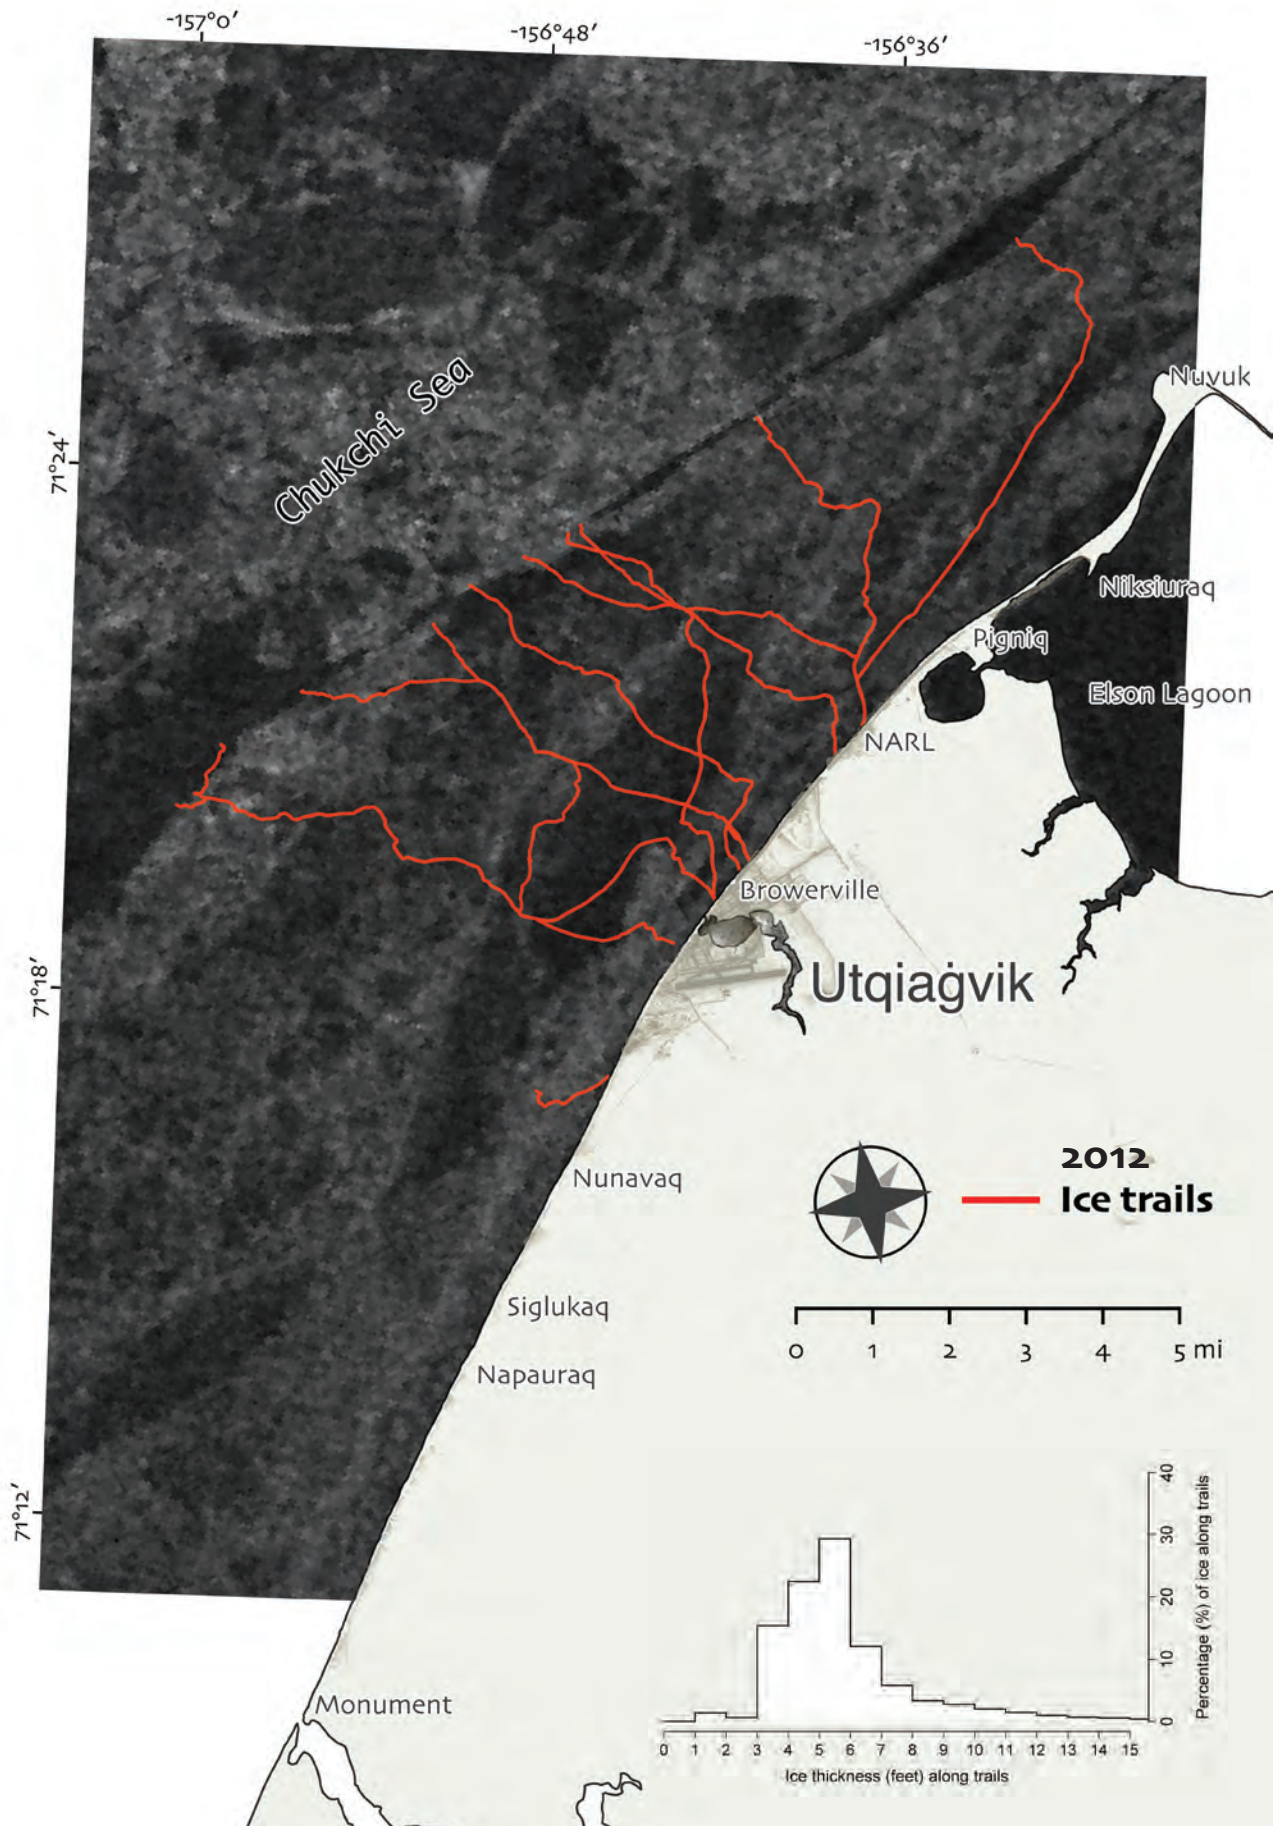 -157°0′
-156°48′
-156°36′
Nuvuk
Chukchi Sea
71°24′
Niksiuraq
Pigniq
Elson Lagoon
NARL
Browerville
71°18′
Utqiaġvik
2012
Ice trails
Nunavaq
Siglukaq
0 1 2 3 4 5 mi
Napauraq
71°12′
40
30
20
10
0
Percentage (%) of ice along trails
Monument
0 1 2 3 4 5 6 7 8 9 10 11 12 13 14 15
Ice thickness (feet) along trails